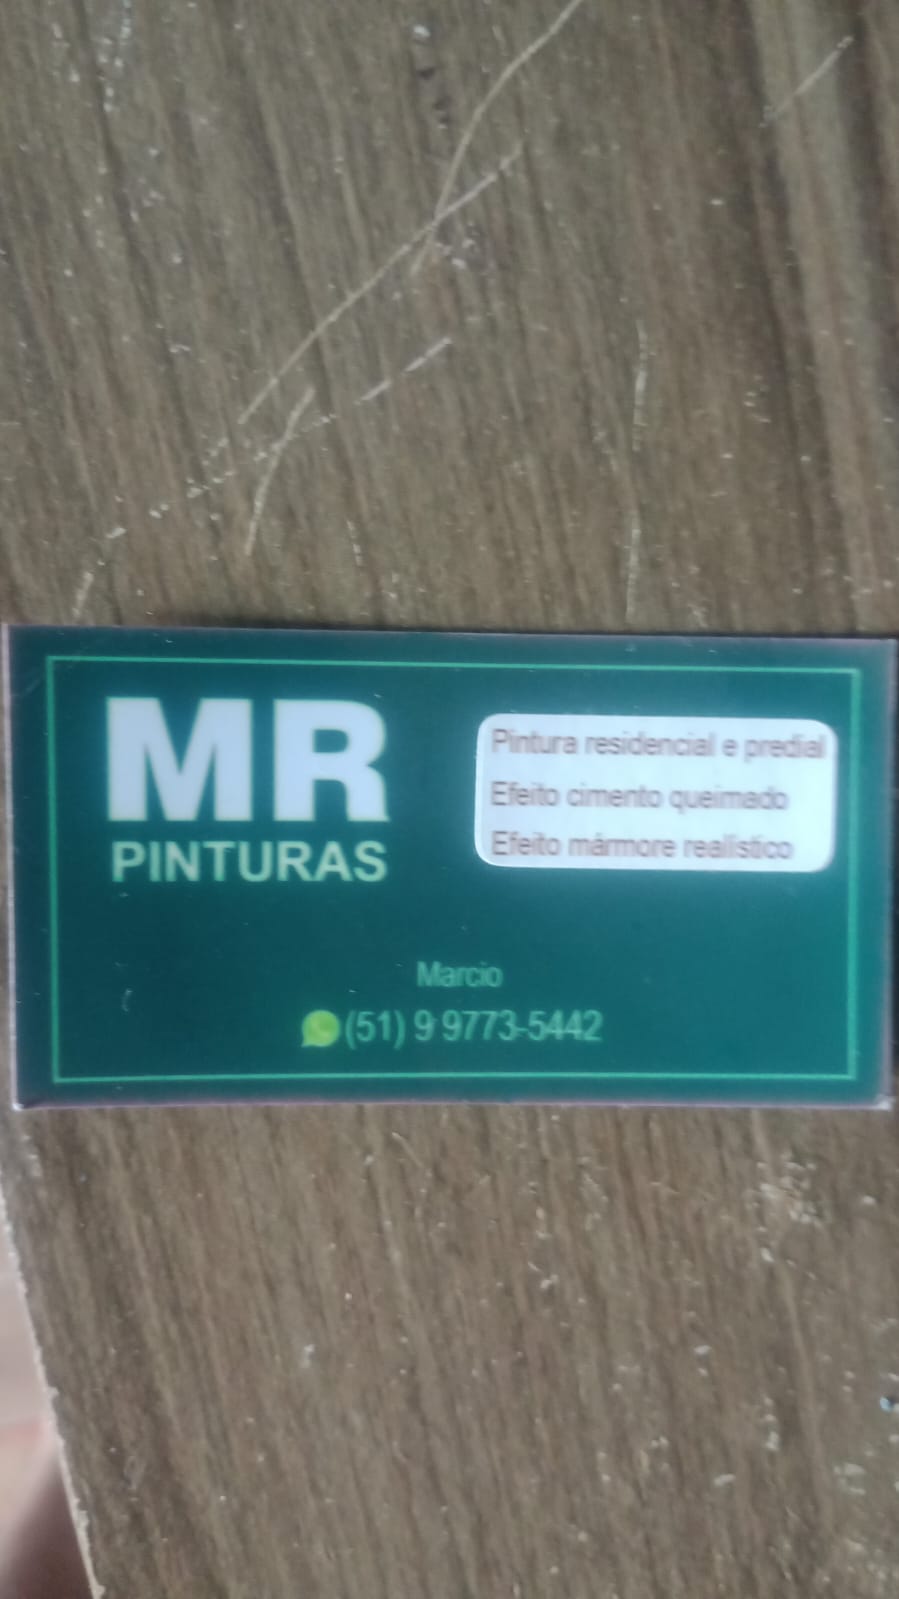 MR
PINTURAS
Pintura residencial e predial
Efeito cimento queimado
Efeito mármore realístico
Marcio
(51) 9 9773-5442